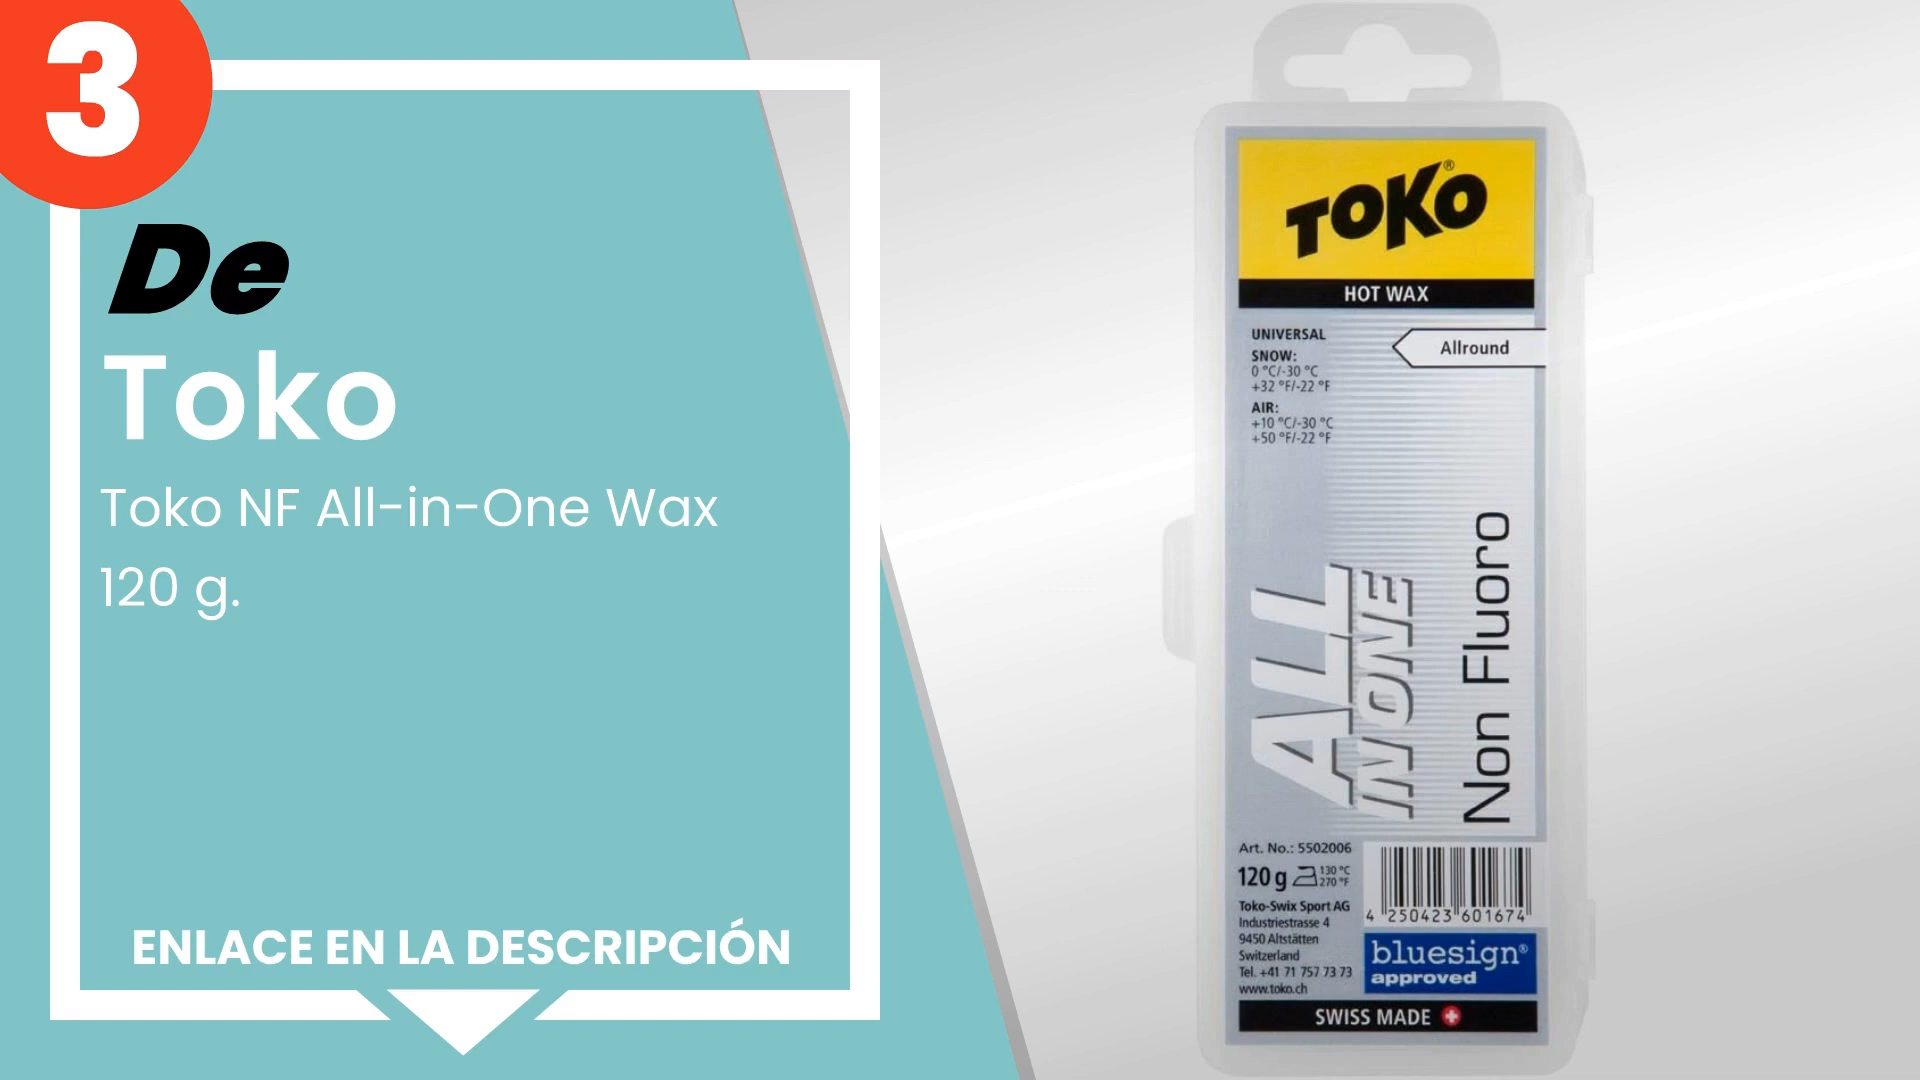 3
De
Toko
Toko NF All-in-One Wax
120 g.
ENLACE EN LA DESCRIPCIÓN
TOKO®
HOT WAX
UNIVERSAL
Allround
SNOW:
0 °C/-30 °C
+32 °F/-22 °F
AIR:
+10 °C/-30 °C
+50 °F/-22 °F
ALL
IN ONE
Non Fluoro
Art. No.: 5502006
120 g
130 °C
270 °F
Toko-Swix Sport AG
Industriestrasse 4
9450 Altstätten
Switzerland
Tel. +41 71 757 73 73
www.toko.ch
4 250423 601674
bluesign®
approved
SWISS MADE